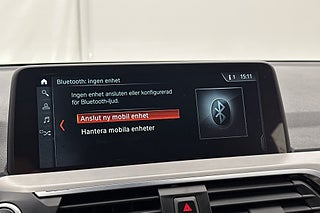 Bluetooth: ingen enhet
1 15:11
Ingen enhet ansluten eller konfigurerad
för Bluetooth-ljud.
Anslut ny mobil enhet
Hantera mobila enheter